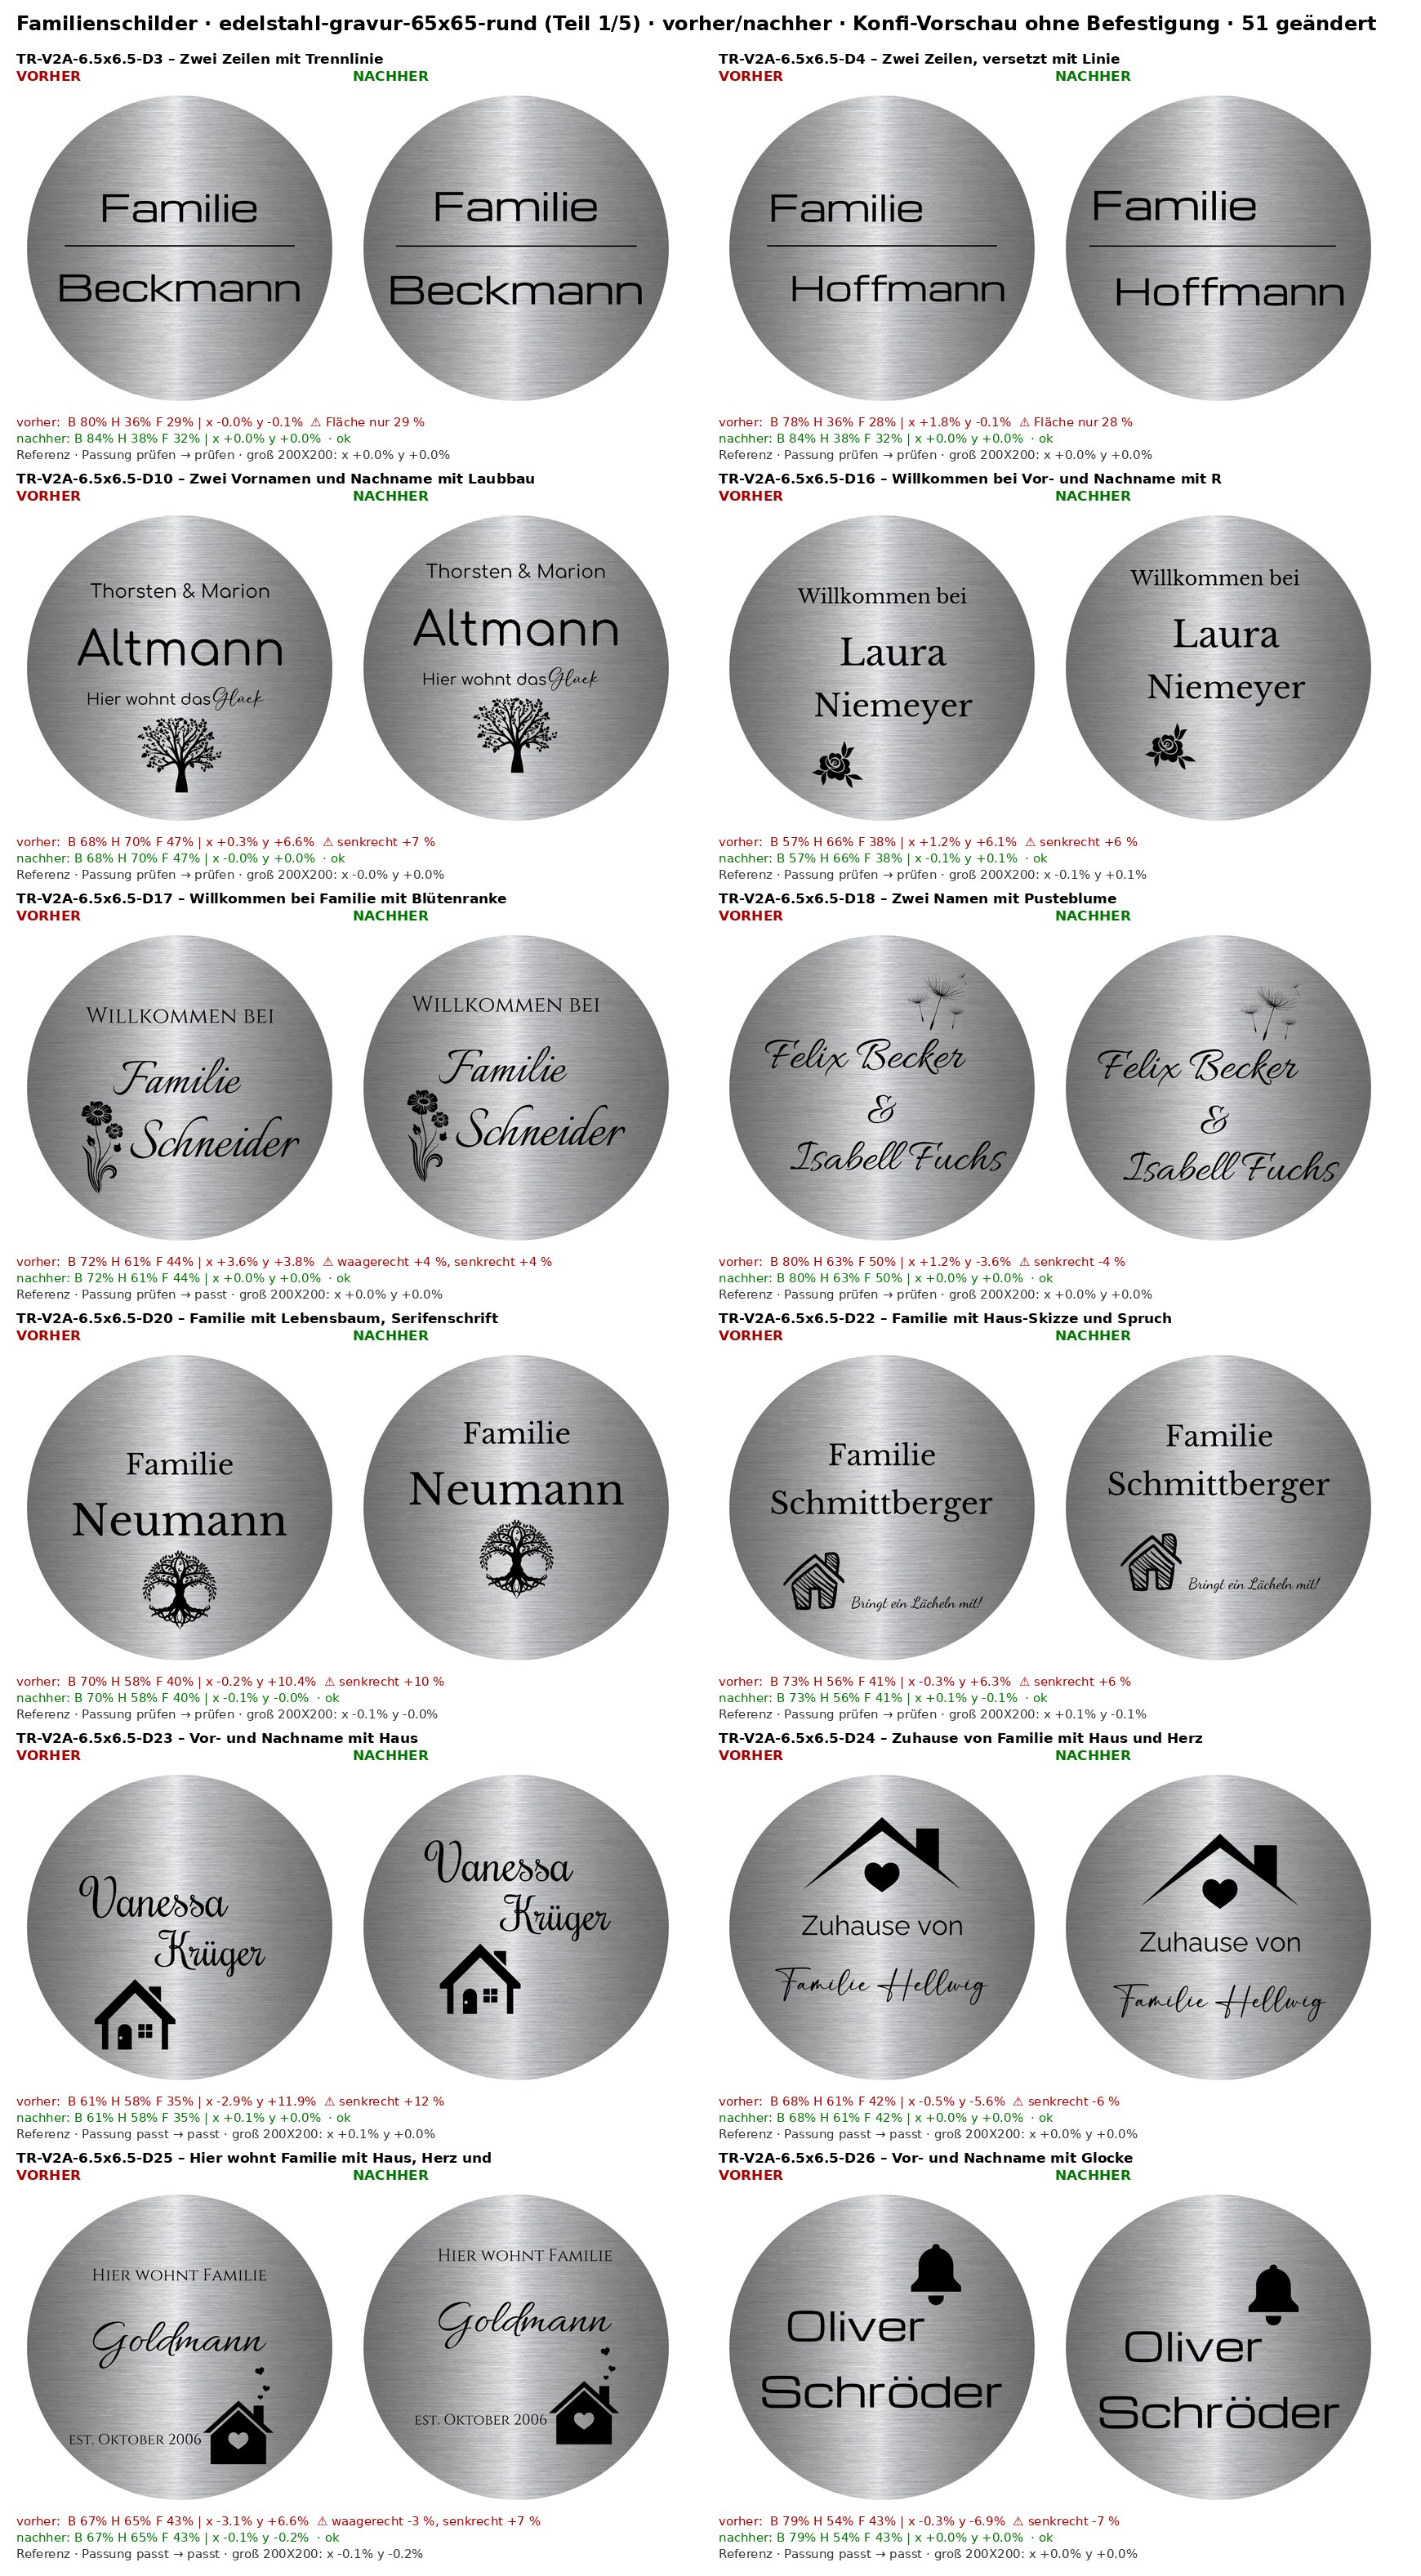 Familienschilder · edelstahl-gravur-65x65-rund (Teil 1/5) · vorher/nachher · Konfi-Vorschau ohne Befestigung · 51 geändert
TR-V2A-6.5x6.5-D3 – Zwei Zeilen mit Trennlinie
VORHER
NACHHER
Familie
Beckmann
Familie
Beckmann
vorher: B 80% H 36% F 29% | x -0.0% y -0.1% ⚠ Fläche nur 29 %
nachher: B 84% H 38% F 32% | x +0.0% y +0.0% · ok
Referenz · Passung prüfen → prüfen · groß 200X200: x +0.0% y +0.0%
TR-V2A-6.5x6.5-D4 – Zwei Zeilen, versetzt mit Linie
VORHER
NACHHER
Familie
Hoffmann
Familie
Hoffmann
vorher: B 78% H 36% F 28% | x +1.8% y -0.1% ⚠ Fläche nur 28 %
nachher: B 84% H 38% F 32% | x +0.0% y +0.0% · ok
Referenz · Passung prüfen → prüfen · groß 200X200: x +0.0% y +0.0%
TR-V2A-6.5x6.5-D10 – Zwei Vornamen und Nachname mit Laubbau
VORHER
NACHHER
Thorsten & Marion
Altmann
Hier wohnt das Glück
Thorsten & Marion
Altmann
Hier wohnt das Glück
vorher: B 68% H 70% F 47% | x +0.3% y +6.6% ⚠ senkrecht +7 %
nachher: B 68% H 70% F 47% | x -0.0% y +0.0% · ok
Referenz · Passung prüfen → prüfen · groß 200X200: x -0.0% y +0.0%
TR-V2A-6.5x6.5-D16 – Willkommen bei Vor- und Nachname mit R
VORHER
NACHHER
Willkommen bei
Laura
Niemeyer
Willkommen bei
Laura
Niemeyer
vorher: B 57% H 66% F 38% | x +1.2% y +6.1% ⚠ senkrecht +6 %
nachher: B 57% H 66% F 38% | x -0.1% y +0.1% · ok
Referenz · Passung prüfen → prüfen · groß 200X200: x -0.1% y +0.1%
TR-V2A-6.5x6.5-D17 – Willkommen bei Familie mit Blütenranke
VORHER
NACHHER
Willkommen bei
Familie
Schneider
Willkommen bei
Familie
Schneider
vorher: B 72% H 61% F 44% | x +3.6% y +3.8% ⚠ waagerecht +4 %, senkrecht +4 %
nachher: B 72% H 61% F 44% | x +0.0% y +0.0% · ok
Referenz · Passung prüfen → passt · groß 200X200: x +0.0% y +0.0%
TR-V2A-6.5x6.5-D18 – Zwei Namen mit Pusteblume
VORHER
NACHHER
Felix Becker
&
Isabell Fuchs
Felix Becker
&
Isabell Fuchs
vorher: B 80% H 63% F 50% | x +1.2% y -3.6% ⚠ senkrecht -4 %
nachher: B 80% H 63% F 50% | x +0.0% y +0.0% · ok
Referenz · Passung prüfen → prüfen · groß 200X200: x +0.0% y +0.0%
TR-V2A-6.5x6.5-D20 – Familie mit Lebensbaum, Serifenschrift
VORHER
NACHHER
Familie
Neumann
Familie
Neumann
vorher: B 70% H 58% F 40% | x -0.2% y +10.4% ⚠ senkrecht +10 %
nachher: B 70% H 58% F 40% | x -0.1% y -0.0% · ok
Referenz · Passung prüfen → prüfen · groß 200X200: x -0.1% y -0.0%
TR-V2A-6.5x6.5-D22 – Familie mit Haus-Skizze und Spruch
VORHER
NACHHER
Familie
Schmittberger
Bringt ein Lächeln mit!
Familie
Schmittberger
Bringt ein Lächeln mit!
vorher: B 73% H 56% F 41% | x -0.3% y +6.3% ⚠ senkrecht +6 %
nachher: B 73% H 56% F 41% | x +0.1% y -0.1% · ok
Referenz · Passung prüfen → prüfen · groß 200X200: x +0.1% y -0.1%
TR-V2A-6.5x6.5-D23 – Vor- und Nachname mit Haus
VORHER
NACHHER
Vanessa
Krüger
Vanessa
Krüger
vorher: B 61% H 58% F 35% | x -2.9% y +11.9% ⚠ senkrecht +12 %
nachher: B 61% H 58% F 35% | x +0.1% y +0.0% · ok
Referenz · Passung passt → passt · groß 200X200: x +0.1% y +0.0%
TR-V2A-6.5x6.5-D24 – Zuhause von Familie mit Haus und Herz
VORHER
NACHHER
Zuhause von
Familie Hellwig
Zuhause von
Familie Hellwig
vorher: B 68% H 61% F 42% | x -0.5% y -5.6% ⚠ senkrecht -6 %
nachher: B 68% H 61% F 42% | x +0.0% y +0.0% · ok
Referenz · Passung passt → passt · groß 200X200: x +0.0% y +0.0%
TR-V2A-6.5x6.5-D25 – Hier wohnt Familie mit Haus, Herz und
VORHER
NACHHER
Hier wohnt Familie
Goldmann
est. Oktober 2006
Hier wohnt Familie
Goldmann
est. Oktober 2006
vorher: B 67% H 65% F 43% | x -3.1% y +6.6% ⚠ waagerecht -3 %, senkrecht +7 %
nachher: B 67% H 65% F 43% | x -0.1% y -0.2% · ok
Referenz · Passung passt → passt · groß 200X200: x -0.1% y -0.2%
TR-V2A-6.5x6.5-D26 – Vor- und Nachname mit Glocke
VORHER
NACHHER
Oliver
Schröder
Oliver
Schröder
vorher: B 79% H 54% F 43% | x -0.3% y -6.9% ⚠ senkrecht -7 %
nachher: B 79% H 54% F 43% | x +0.0% y +0.0% · ok
Referenz · Passung passt → passt · groß 200X200: x +0.0% y +0.0%